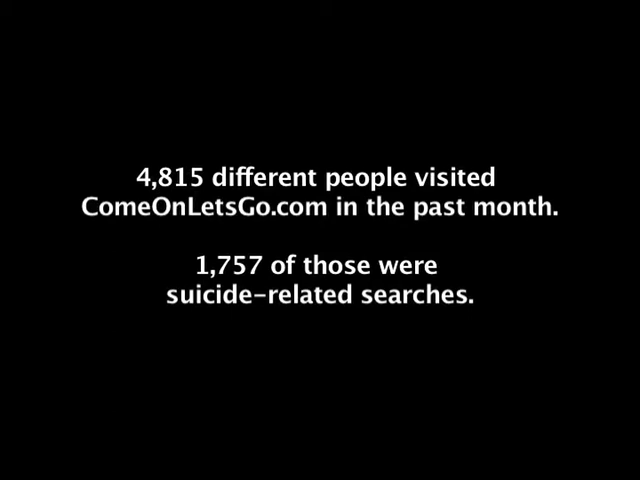 4,815 different people visited
ComeOnLetsGo.com in the past month.
1,757 of those were
suicide-related searches.